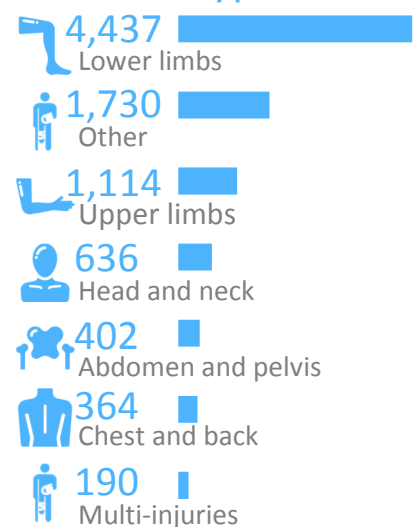 4,437
Lower limbs
1,730
Other
1,114
Upper limbs
636
Head and neck
402
Abdomen and pelvis
364
Chest and back
190
Multi-injuries